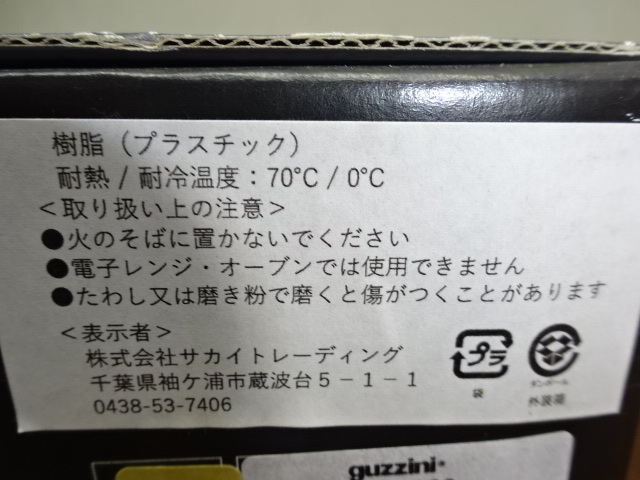 樹脂（プラスチック）
耐熱 / 耐冷温度：70°C / 0°C
＜取り扱い上の注意＞
●火のそばに置かないでください
●電子レンジ・オーブンでは使用できません
●たわし又は磨き粉で磨くと傷がつくことがあります
＜表示者＞
株式会社サカイトレーディング
千葉県袖ケ浦市蔵波台５－１－１
0438-53-7406
プラ
袋
ダンボール
外装箱
guzzini